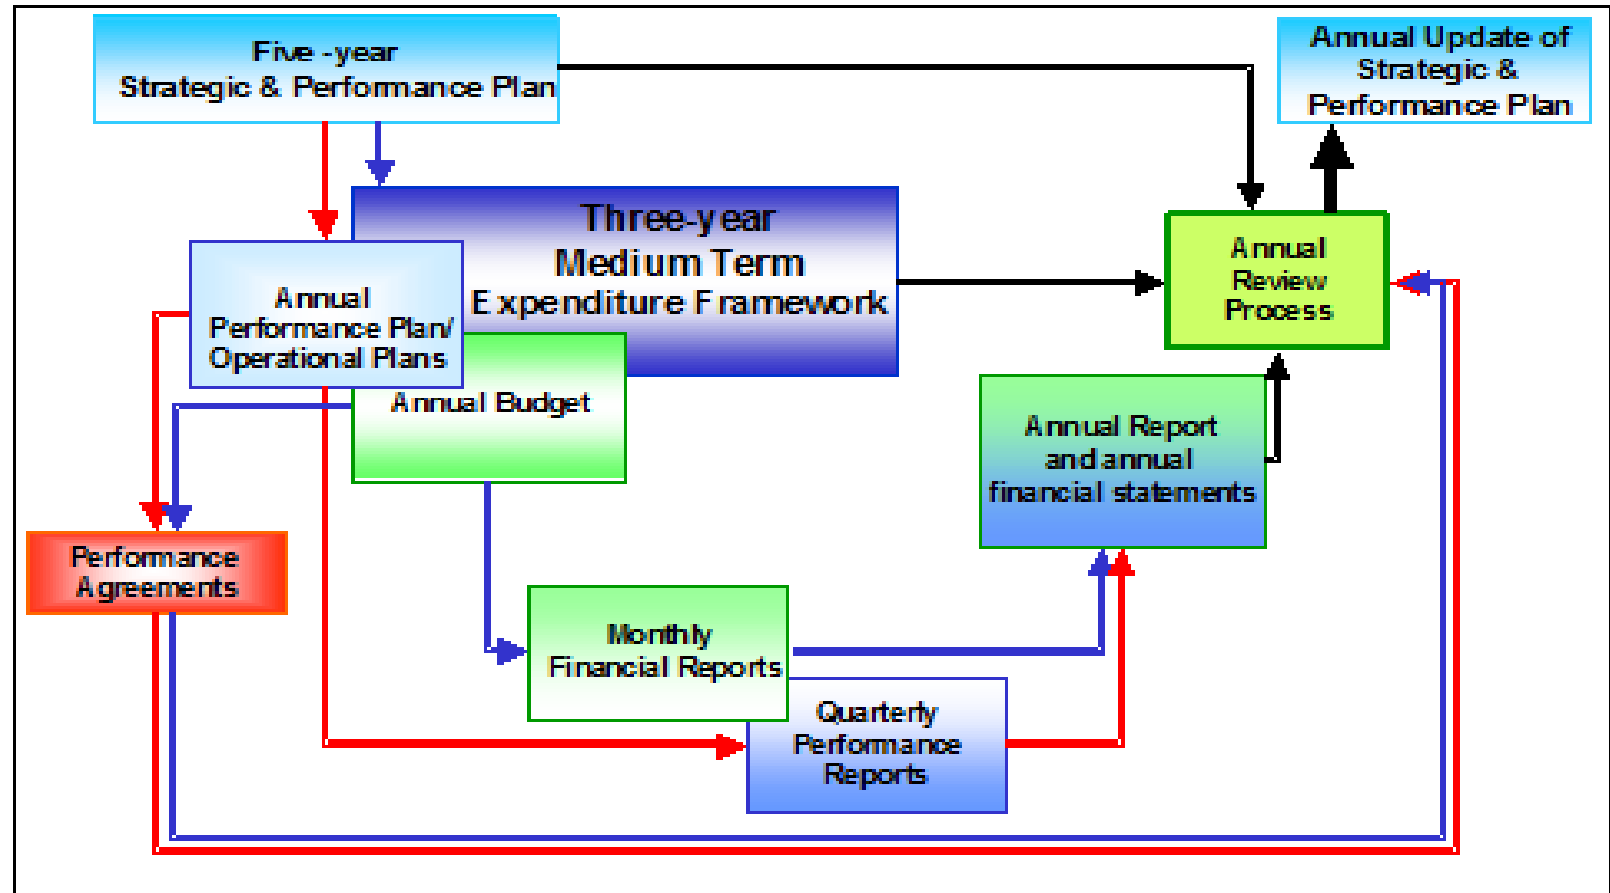 Five -year
Strategic & Performance Plan
Annual Update of
Strategic &
Performance Plan
Three-year
Medium Term
Expenditure Framework
Annual
Review
Process
Annual
Performance Plan/
Operational Plans
Annual Budget
Annual Report
and annual
financial statements
Performance
Agreements
Monthly
Financial Reports
Quarterly
Performance
Reports